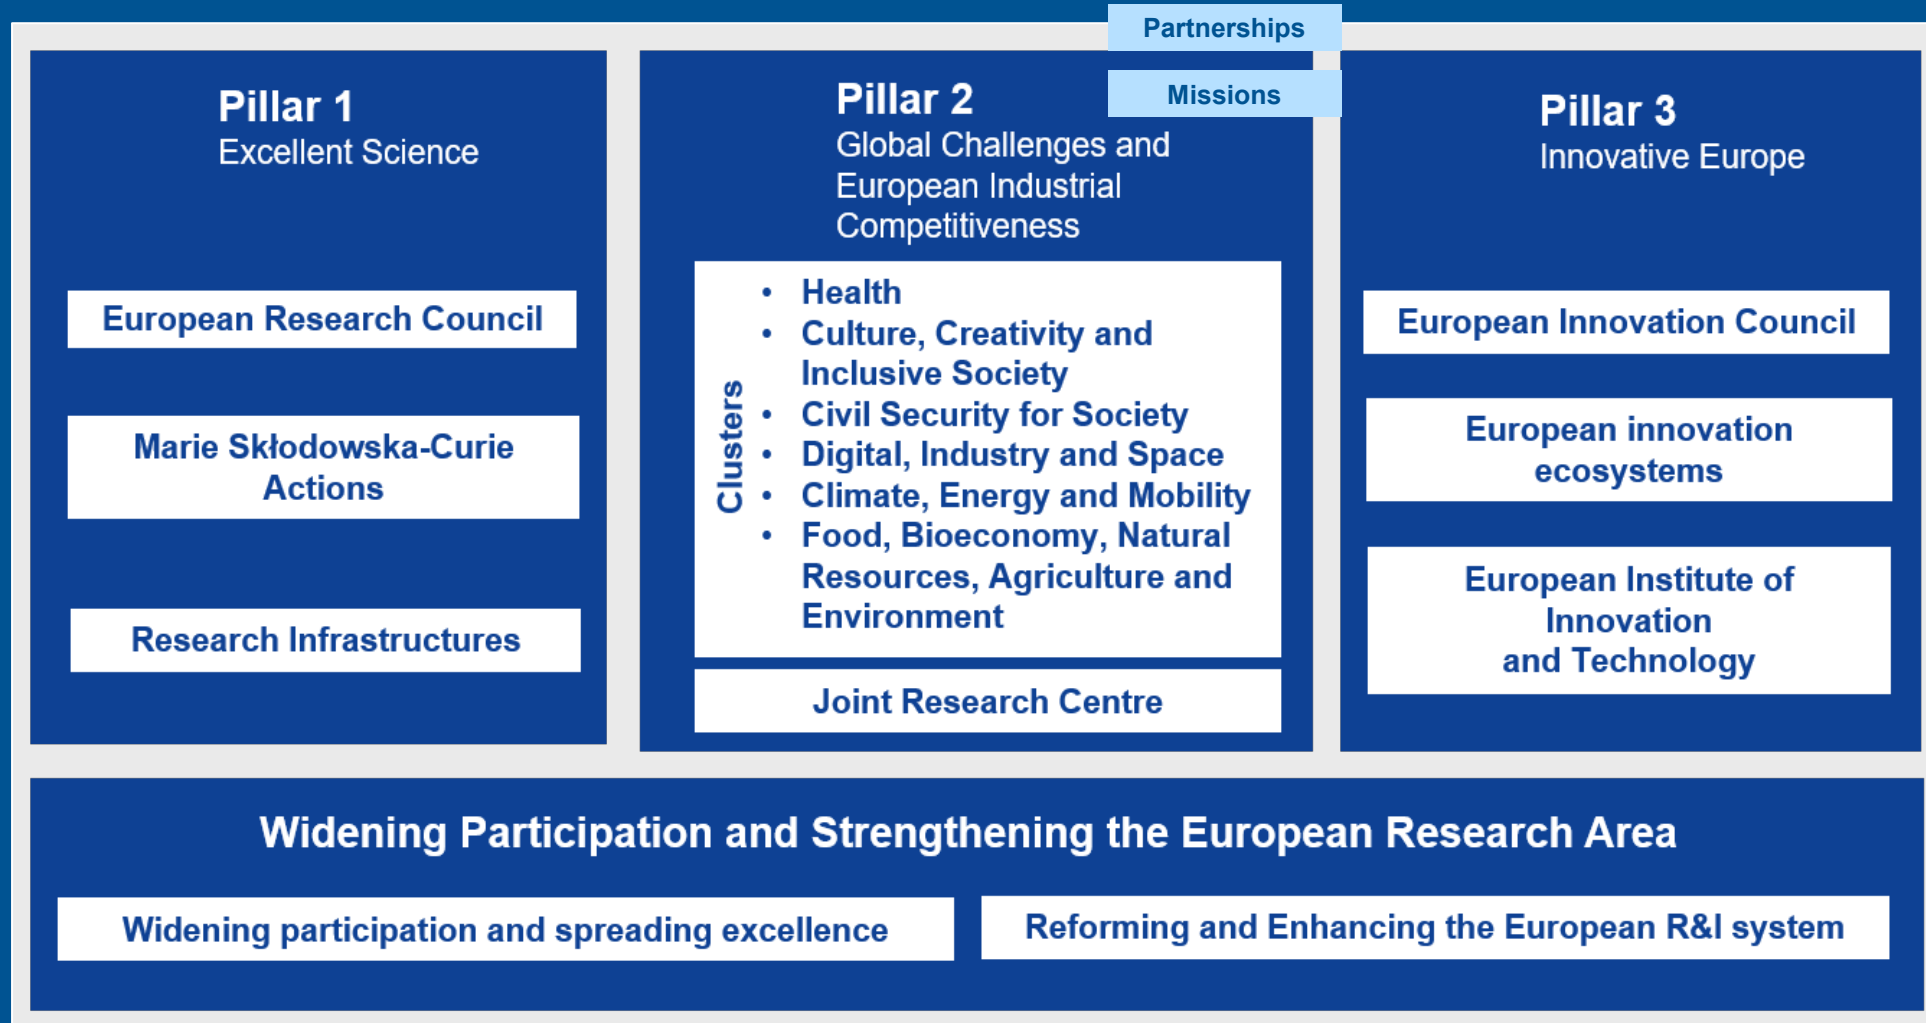 Partnerships
Missions
Pillar 1
Excellent Science
European Research Council
Marie Skłodowska-Curie
Actions
Research Infrastructures
Pillar 2
Global Challenges and
European Industrial
Competitiveness
Clusters
• Health
• Culture, Creativity and
Inclusive Society
• Civil Security for Society
• Digital, Industry and Space
• Climate, Energy and Mobility
• Food, Bioeconomy, Natural
Resources, Agriculture and
Environment
Joint Research Centre
Pillar 3
Innovative Europe
European Innovation Council
European innovation
ecosystems
European Institute of
Innovation
and Technology
Widening Participation and Strengthening the European Research Area
Widening participation and spreading excellence
Reforming and Enhancing the European R&I system